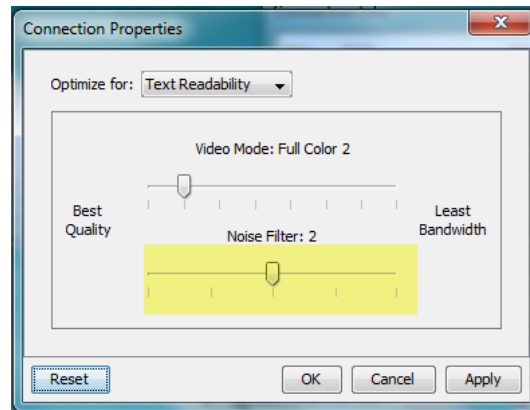 Connection Properties
Optimize for: Text Readability
Video Mode: Full Color 2
Best
Quality
Least
Bandwidth
Noise Filter: 2
Reset
OK
Cancel
Apply